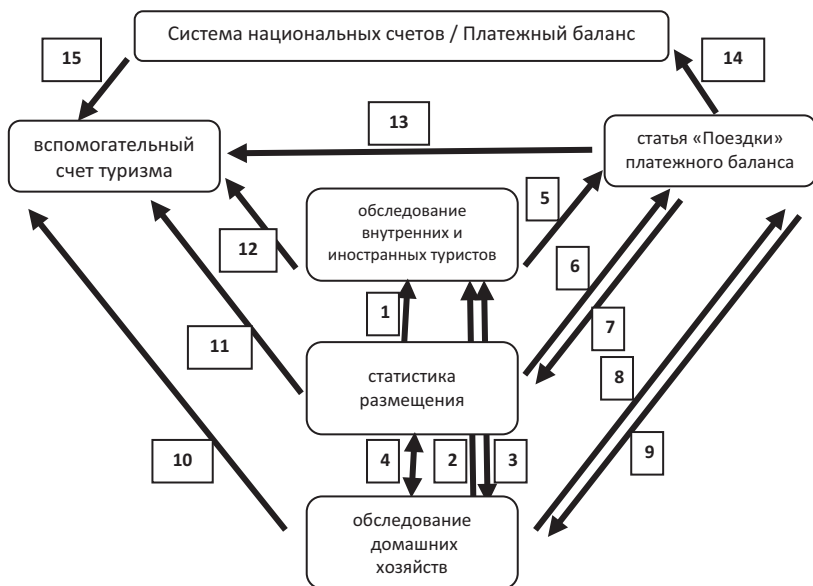 Система национальных счетов / Платежный баланс
15
14
13
вспомогательный
счет туризма
статья «Поездки»
платежного баланса
обследование
внутренних и
иностранных туристов
5
12
6
1
7
11
статистика
размещения
8
10
4
2
3
9
обследование
домашних
хозяйств